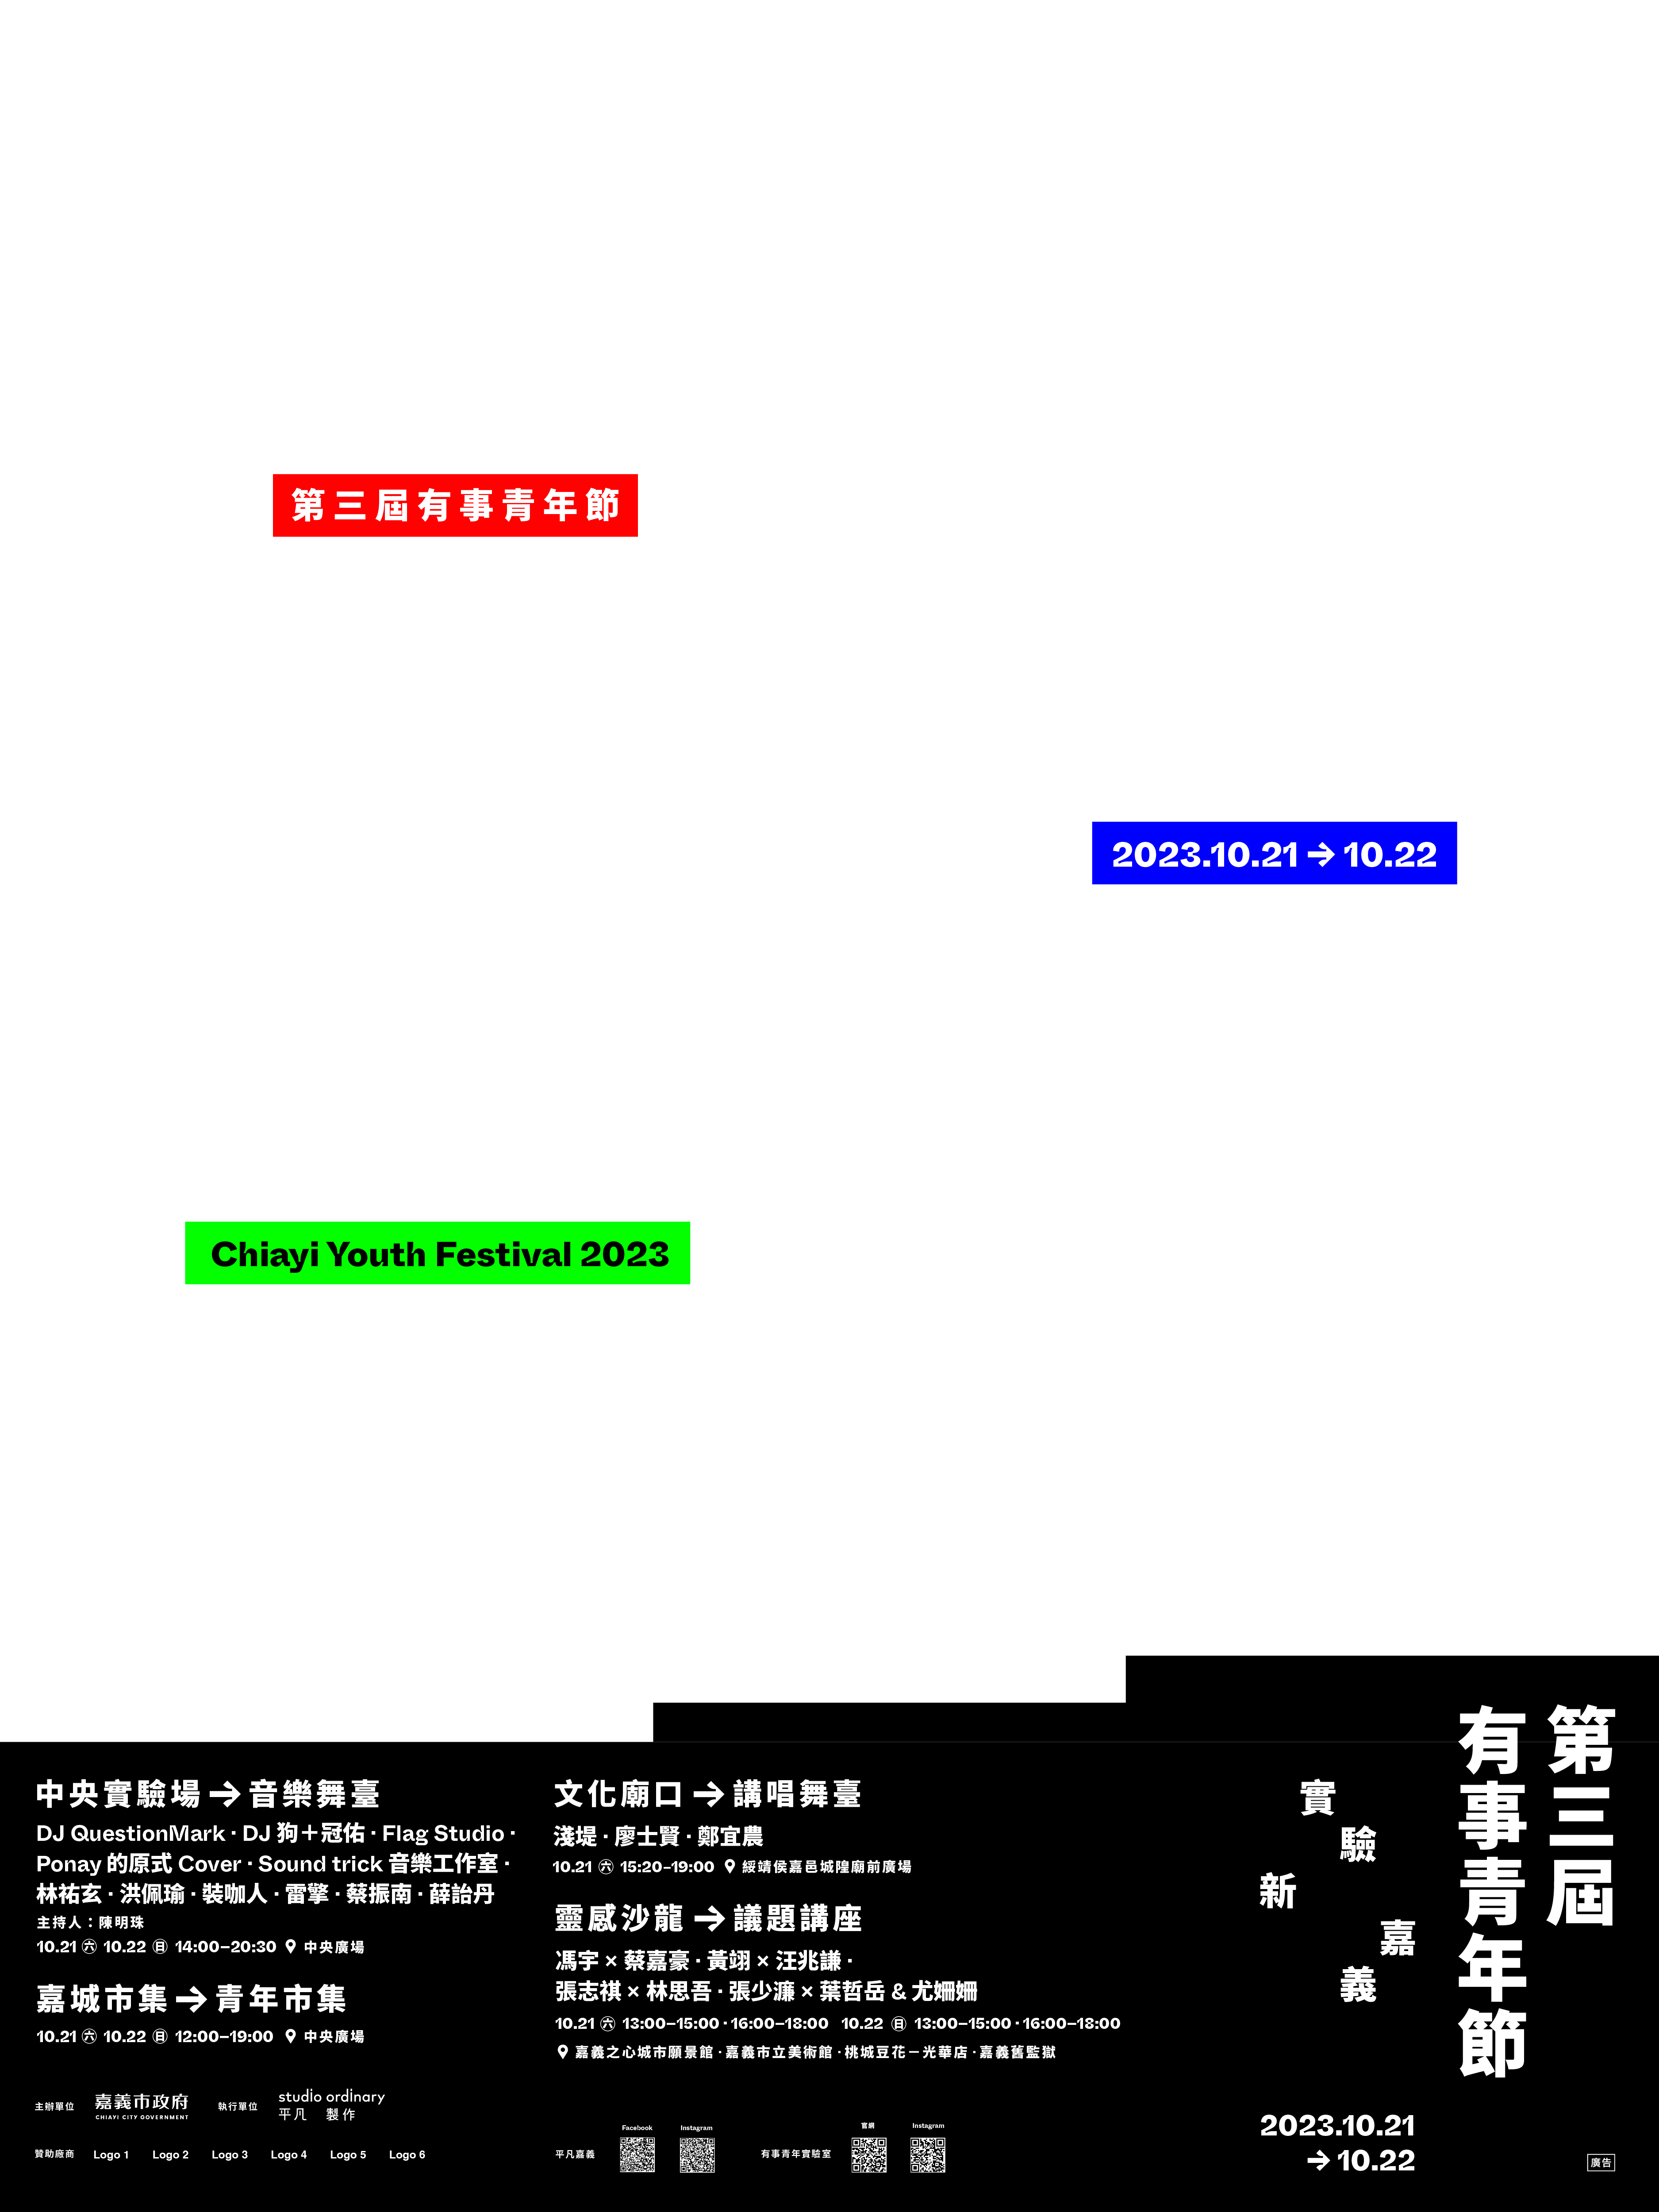 第三屆有事青年節
2023.10.21 → 10.22
Chiayi Youth Festival 2023
中央實驗場 → 音樂舞臺
DJ QuestionMark · DJ 狗＋冠佑 · Flag Studio ·
Ponay 的原式 Cover · Sound trick 音樂工作室 ·
林祐玄 · 洪佩瑜 · 裝咖人 · 雷擎 · 蔡振南 · 薛詒丹
主持人：陳明珠
10.21 ㊅ 10.22 ㊐ 14:00–20:30 中央廣場
嘉城市集 → 青年市集
10.21 ㊅ 10.22 ㊐ 12:00–19:00 中央廣場
文化廟口 → 講唱舞臺
淺堤 · 廖士賢 · 鄭宜農
10.21 ㊅ 15:20–19:00 綏靖侯嘉邑城隍廟前廣場
靈感沙龍 → 議題講座
馮宇 × 蔡嘉豪 · 黃翊 × 汪兆謙 ·
張志祺 × 林思吾 · 張少濂 × 葉哲岳 & 尤姍姍
10.21 ㊅ 13:00–15:00 · 16:00–18:00 10.22 ㊐ 13:00–15:00 · 16:00–18:00
嘉義之心城市願景館 · 嘉義市立美術館 · 桃城豆花－光華店 · 嘉義舊監獄
第三屆
有事青年節
實驗新嘉義
2023.10.21
→ 10.22
主辦單位 嘉義市政府
CHIAYI CITY GOVERNMENT
執行單位 studio ordinary
平凡 製作
贊助廠商 Logo 1 Logo 2 Logo 3 Logo 4 Logo 5 Logo 6
平凡嘉義 Facebook Instagram
有事青年實驗室 官網 Instagram
廣告